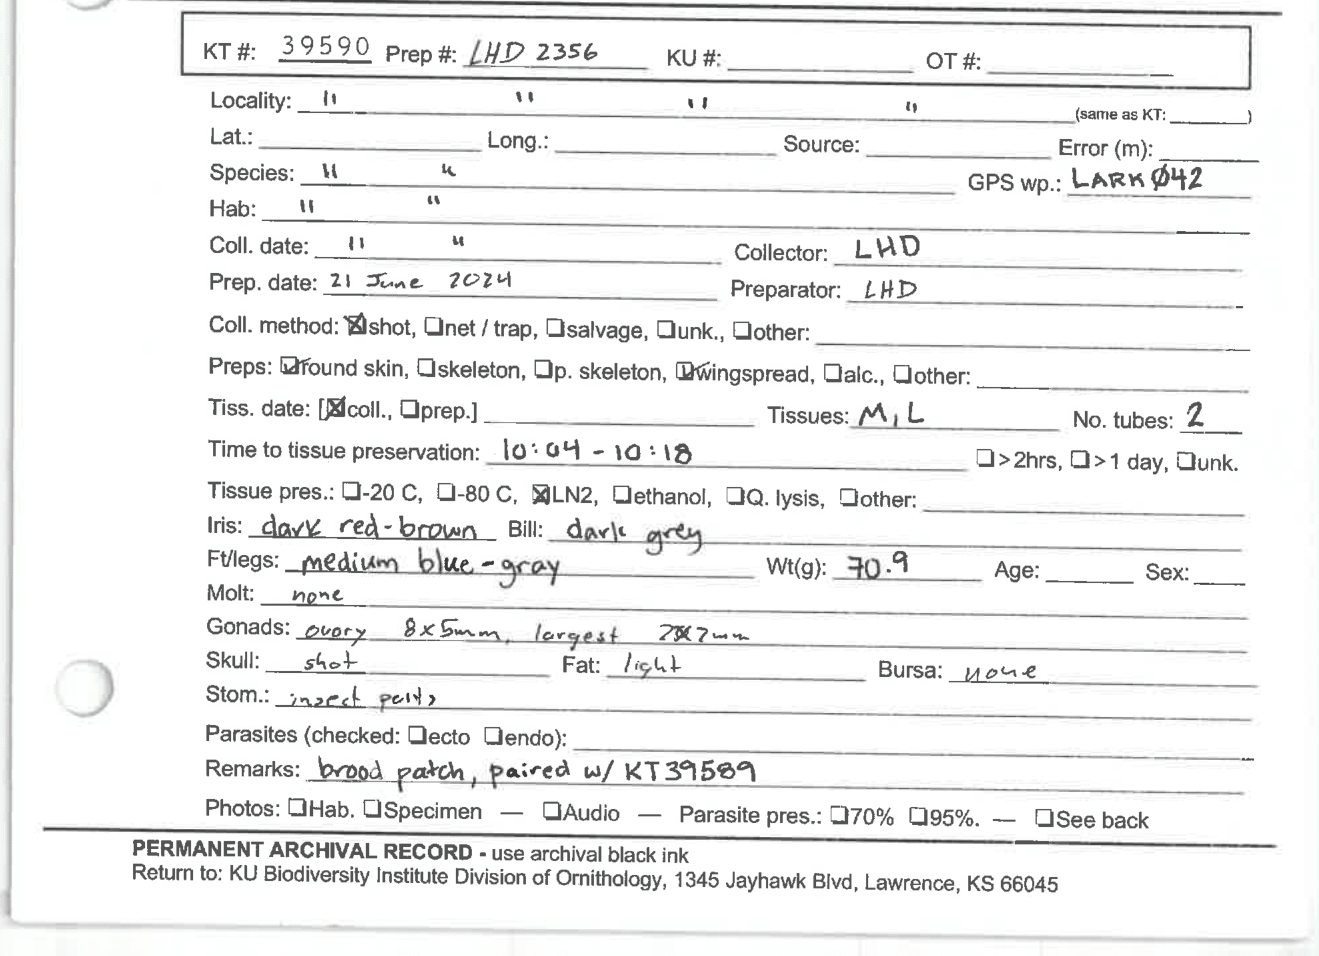 KT #: 39590 Prep #: LHD 2356 KU #: OT #:
Locality: " " " " (same as KT: )
Lat.: Long.: Source: Error (m):
Species: " " GPS wp.: LARKØ42
Hab: " "
Coll. date: " " Collector: LHD
Prep. date: 21 June 2024 Preparator: LHD
Coll. method: ☒shot, ❑net / trap, ❑salvage, ❑unk., ❑other:
Preps: ☑round skin, ❑skeleton, ❑p. skeleton, ☑wingspread, ❑alc., ❑other:
Tiss. date: [☒coll., ❑prep.] Tissues: M, L No. tubes: 2
Time to tissue preservation: 10:04 - 10:18 ❑>2hrs, ❑>1 day, ❑unk.
Tissue pres.: ❑-20 C, ❑-80 C, ☒LN2, ❑ethanol, ❑Q. lysis, ❑other:
Iris: dark red-brown Bill: dark grey
Ft/legs: medium blue-gray Wt(g): 70.9 Age: Sex:
Molt: none
Gonads: ovary 8x5mm, largest 2x2mm
Skull: shot Fat: light Bursa: none
Stom.: insect parts
Parasites (checked: ❑ecto ❑endo):
Remarks: brood patch, paired w/ KT39589
Photos: ❑Hab. ❑Specimen — ❑Audio — Parasite pres.: ❑70% ❑95%. — ❑See back
PERMANENT ARCHIVAL RECORD - use archival black ink
Return to: KU Biodiversity Institute Division of Ornithology, 1345 Jayhawk Blvd, Lawrence, KS 66045